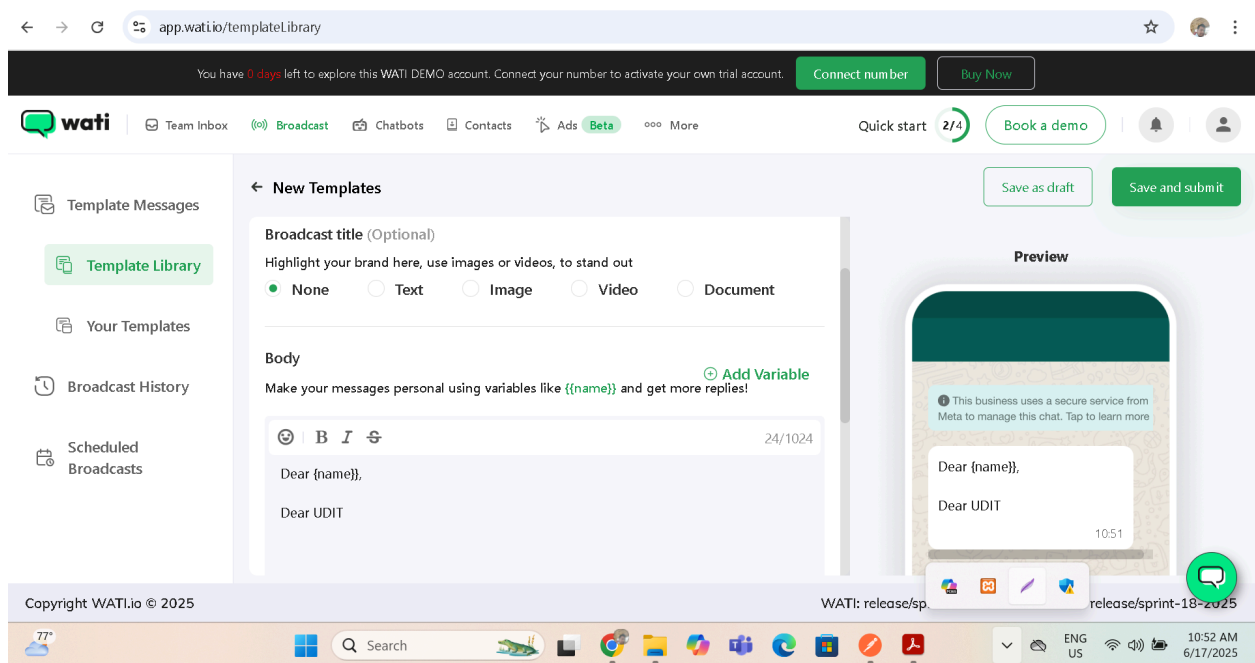 app.wati.io/templateLibrary
You have 0 days left to explore this WATI DEMO account. Connect your number to activate your own trial account.
Connect number
Buy Now
wati
Team Inbox
Broadcast
Chatbots
Contacts
Ads Beta
More
Quick start 2/4
Book a demo
Template Messages
Template Library
Your Templates
Broadcast History
Scheduled
Broadcasts
New Templates
Save as draft
Save and submit
Broadcast title (Optional)
Highlight your brand here, use images or videos, to stand out
None
Text
Image
Video
Document
Body
Add Variable
Make your messages personal using variables like {{name}} and get more replies!
B I S
24/1024
Dear {name}},
Dear UDIT
Preview
This business uses a secure service from
Meta to manage this chat. Tap to learn more
Dear {name}},
Dear UDIT
10:51
Copyright WATI.io © 2025
WATI: release/sp
release/sprint-18-2025
77°
Search
ENG
US
10:52 AM
6/17/2025